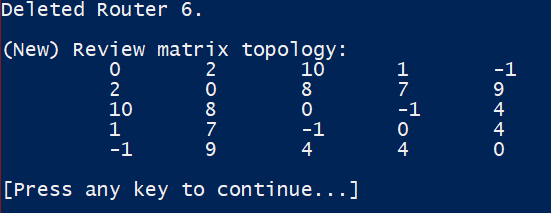 Deleted Router 6.
(New) Review matrix topology:
0 2 10 1 -1
2 0 8 7 9
10 8 0 -1 4
1 7 -1 0 4
-1 9 4 4 0
[Press any key to continue...]